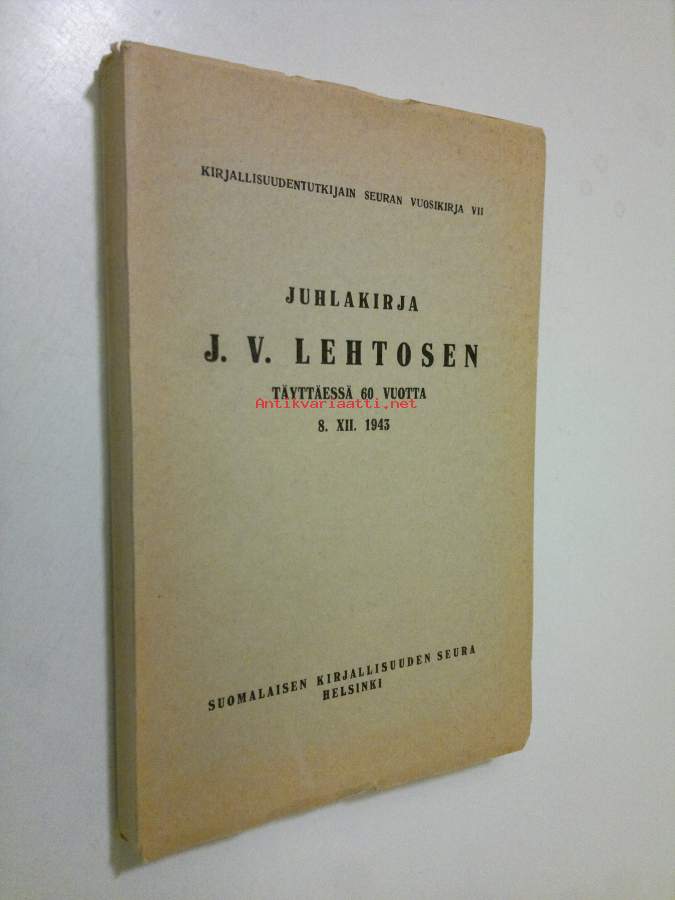 KIRJALLISUUDENTUTKIJAIN SEURAN VUOSIKIRJA VII
JUHLAKIRJA
J. V. LEHTOSEN
TÄYTTÄESSÄ 60 VUOTTA
Antikvariaatti.net
8. XII. 1943
SUOMALAISEN KIRJALLISUUDEN SEURA
HELSINKI